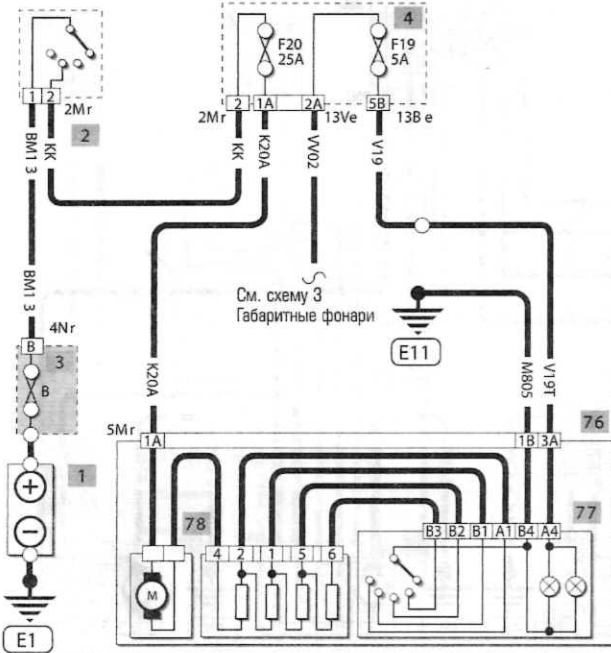 4
F20
25A
F19
5A
1 2
2Mr
2
2Mr
2 1A 2A 5B
13Ve
13B e
BM1 3
KK
KK
K20A
VV02
V19
См. схему 3
Габаритные фонари
E11
BM1 3
4Nr
B
3
B
K20A
M805
V19T
76
5Mr
1A 1B 3A
1
+
−
78
77
4 2 1 5 6
B3 B2 B1 A1 B4 A4
M
E1